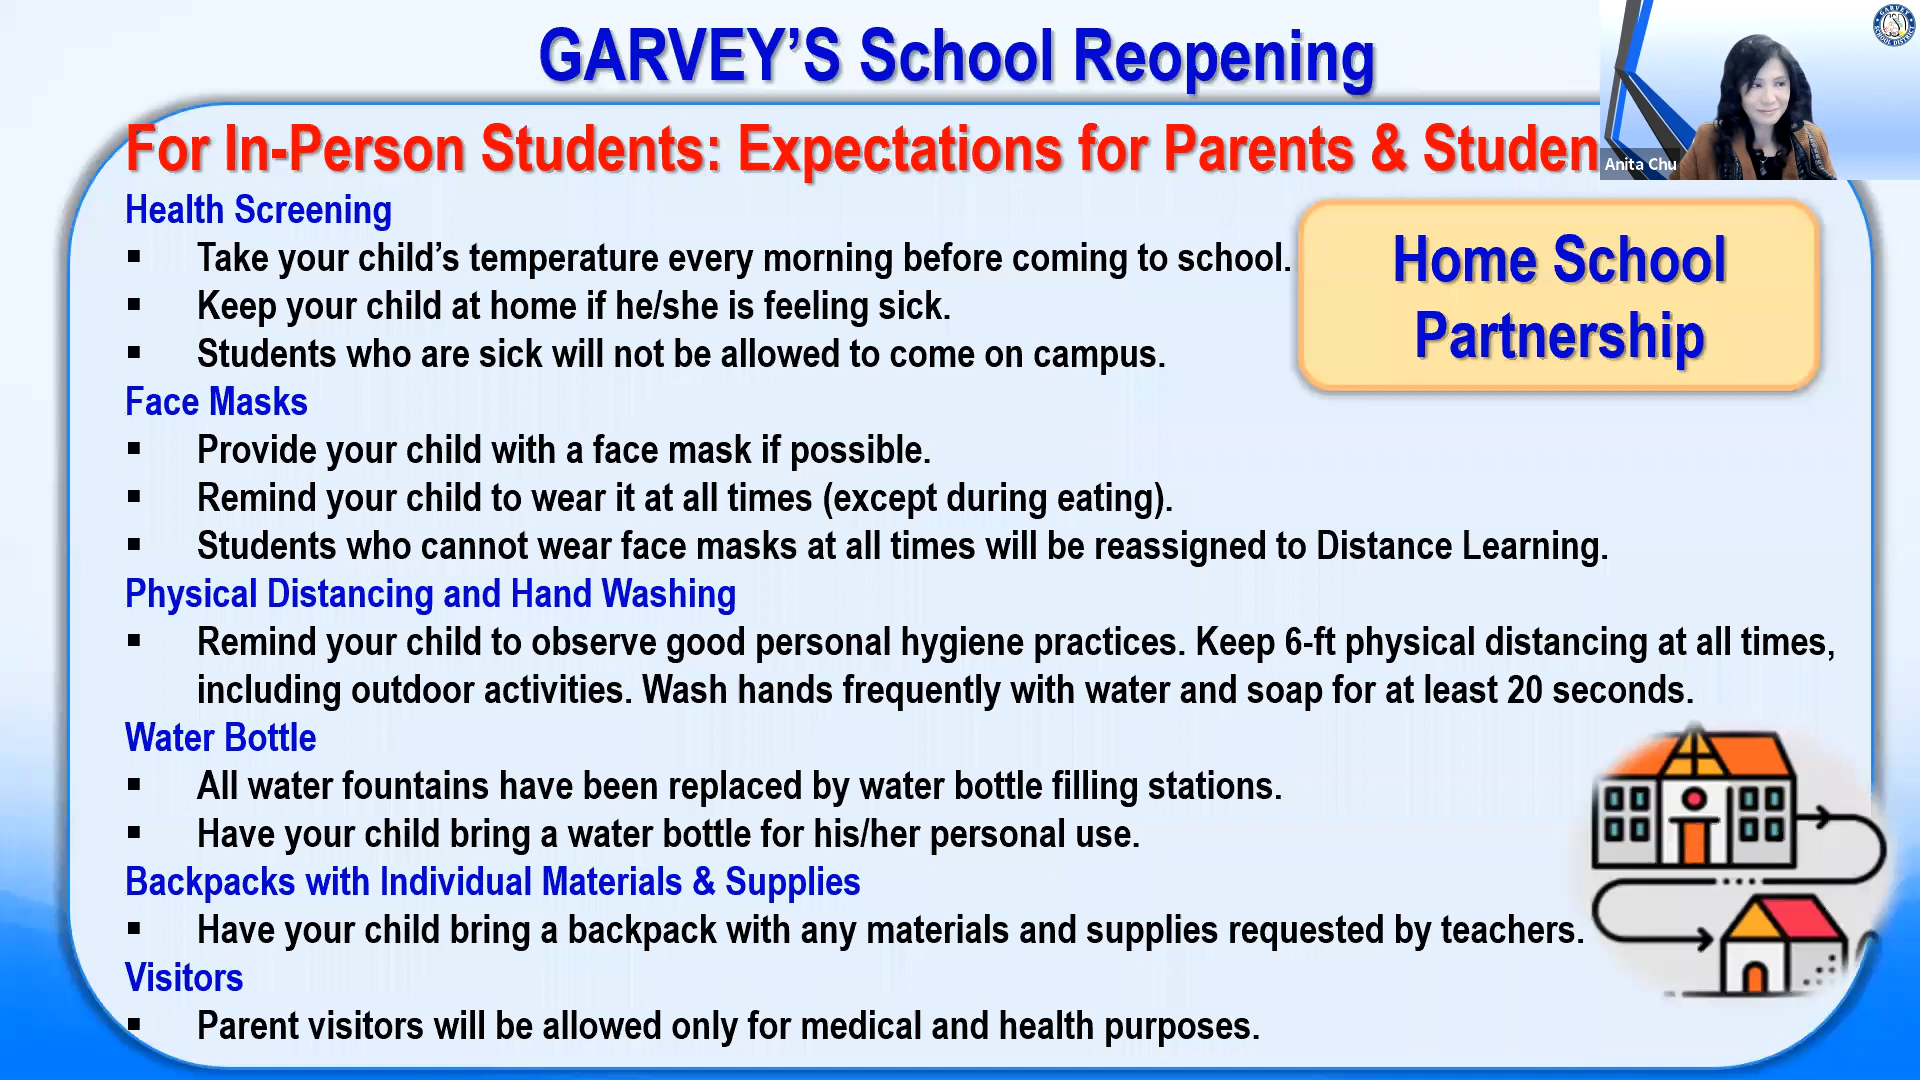 GARVEY’S School Reopening
For In-Person Students: Expectations for Parents & Studen
Anita Chu
Health Screening
▪ Take your child’s temperature every morning before coming to school.
▪ Keep your child at home if he/she is feeling sick.
▪ Students who are sick will not be allowed to come on campus.
Home School
Partnership
Face Masks
▪ Provide your child with a face mask if possible.
▪ Remind your child to wear it at all times (except during eating).
▪ Students who cannot wear face masks at all times will be reassigned to Distance Learning.
Physical Distancing and Hand Washing
▪ Remind your child to observe good personal hygiene practices. Keep 6-ft physical distancing at all times,
including outdoor activities. Wash hands frequently with water and soap for at least 20 seconds.
Water Bottle
▪ All water fountains have been replaced by water bottle filling stations.
▪ Have your child bring a water bottle for his/her personal use.
Backpacks with Individual Materials & Supplies
▪ Have your child bring a backpack with any materials and supplies requested by teachers.
Visitors
▪ Parent visitors will be allowed only for medical and health purposes.
GARVEY
SCHOOL DISTRICT